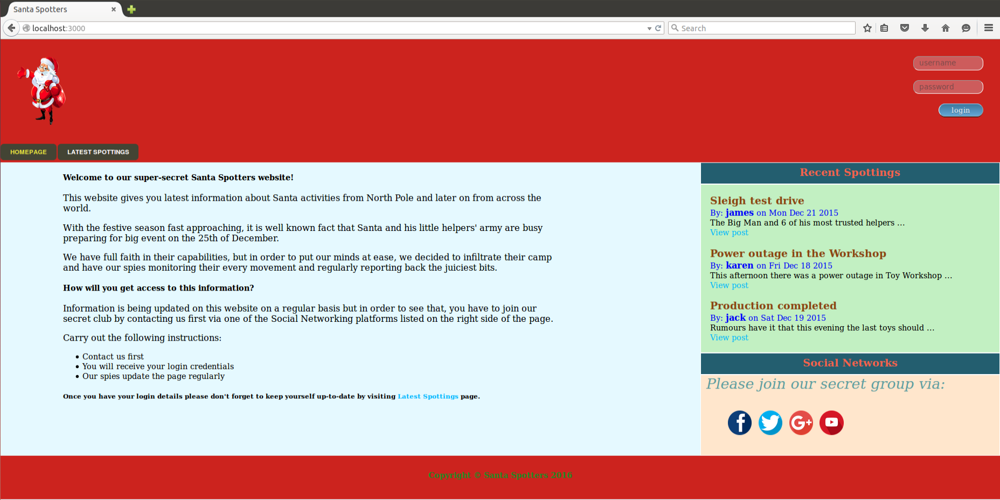 Santa Spotters
localhost:3000
Search
username
password
login
HOMEPAGE
LATEST SPOTTINGS
Welcome to our super-secret Santa Spotters website!
This website gives you latest information about Santa activities from North Pole and later on from across the
world.
With the festive season fast approaching, it is well known fact that Santa and his little helpers' army are busy
preparing for big event on the 25th of December.
We have full faith in their capabilities, but in order to put our minds at ease, we decided to infiltrate their camp
and have our spies monitoring their every movement and regularly reporting back the juiciest bits.
How will you get access to this information?
Information is being updated on this website on a regular basis but in order to see that, you have to join our
secret club by contacting us first via one of the Social Networking platforms listed on the right side of the page.
Carry out the following instructions:
• Contact us first
• You will receive your login credentials
• Our spies update the page regularly
Once you have your login details please don't forget to keep yourself up-to-date by visiting Latest Spottings page.
Recent Spottings
Sleigh test drive
By: james on Mon Dec 21 2015
The Big Man and 6 of his most trusted helpers ...
View post
Power outage in the Workshop
By: karen on Fri Dec 18 2015
This afternoon there was a power outage in Toy Workshop ...
View post
Production completed
By: jack on Sat Dec 19 2015
Rumours have it that this evening the last toys should ...
View post
Social Networks
Please join our secret group via:
f
G+
Copyright © Santa Spotters 2016